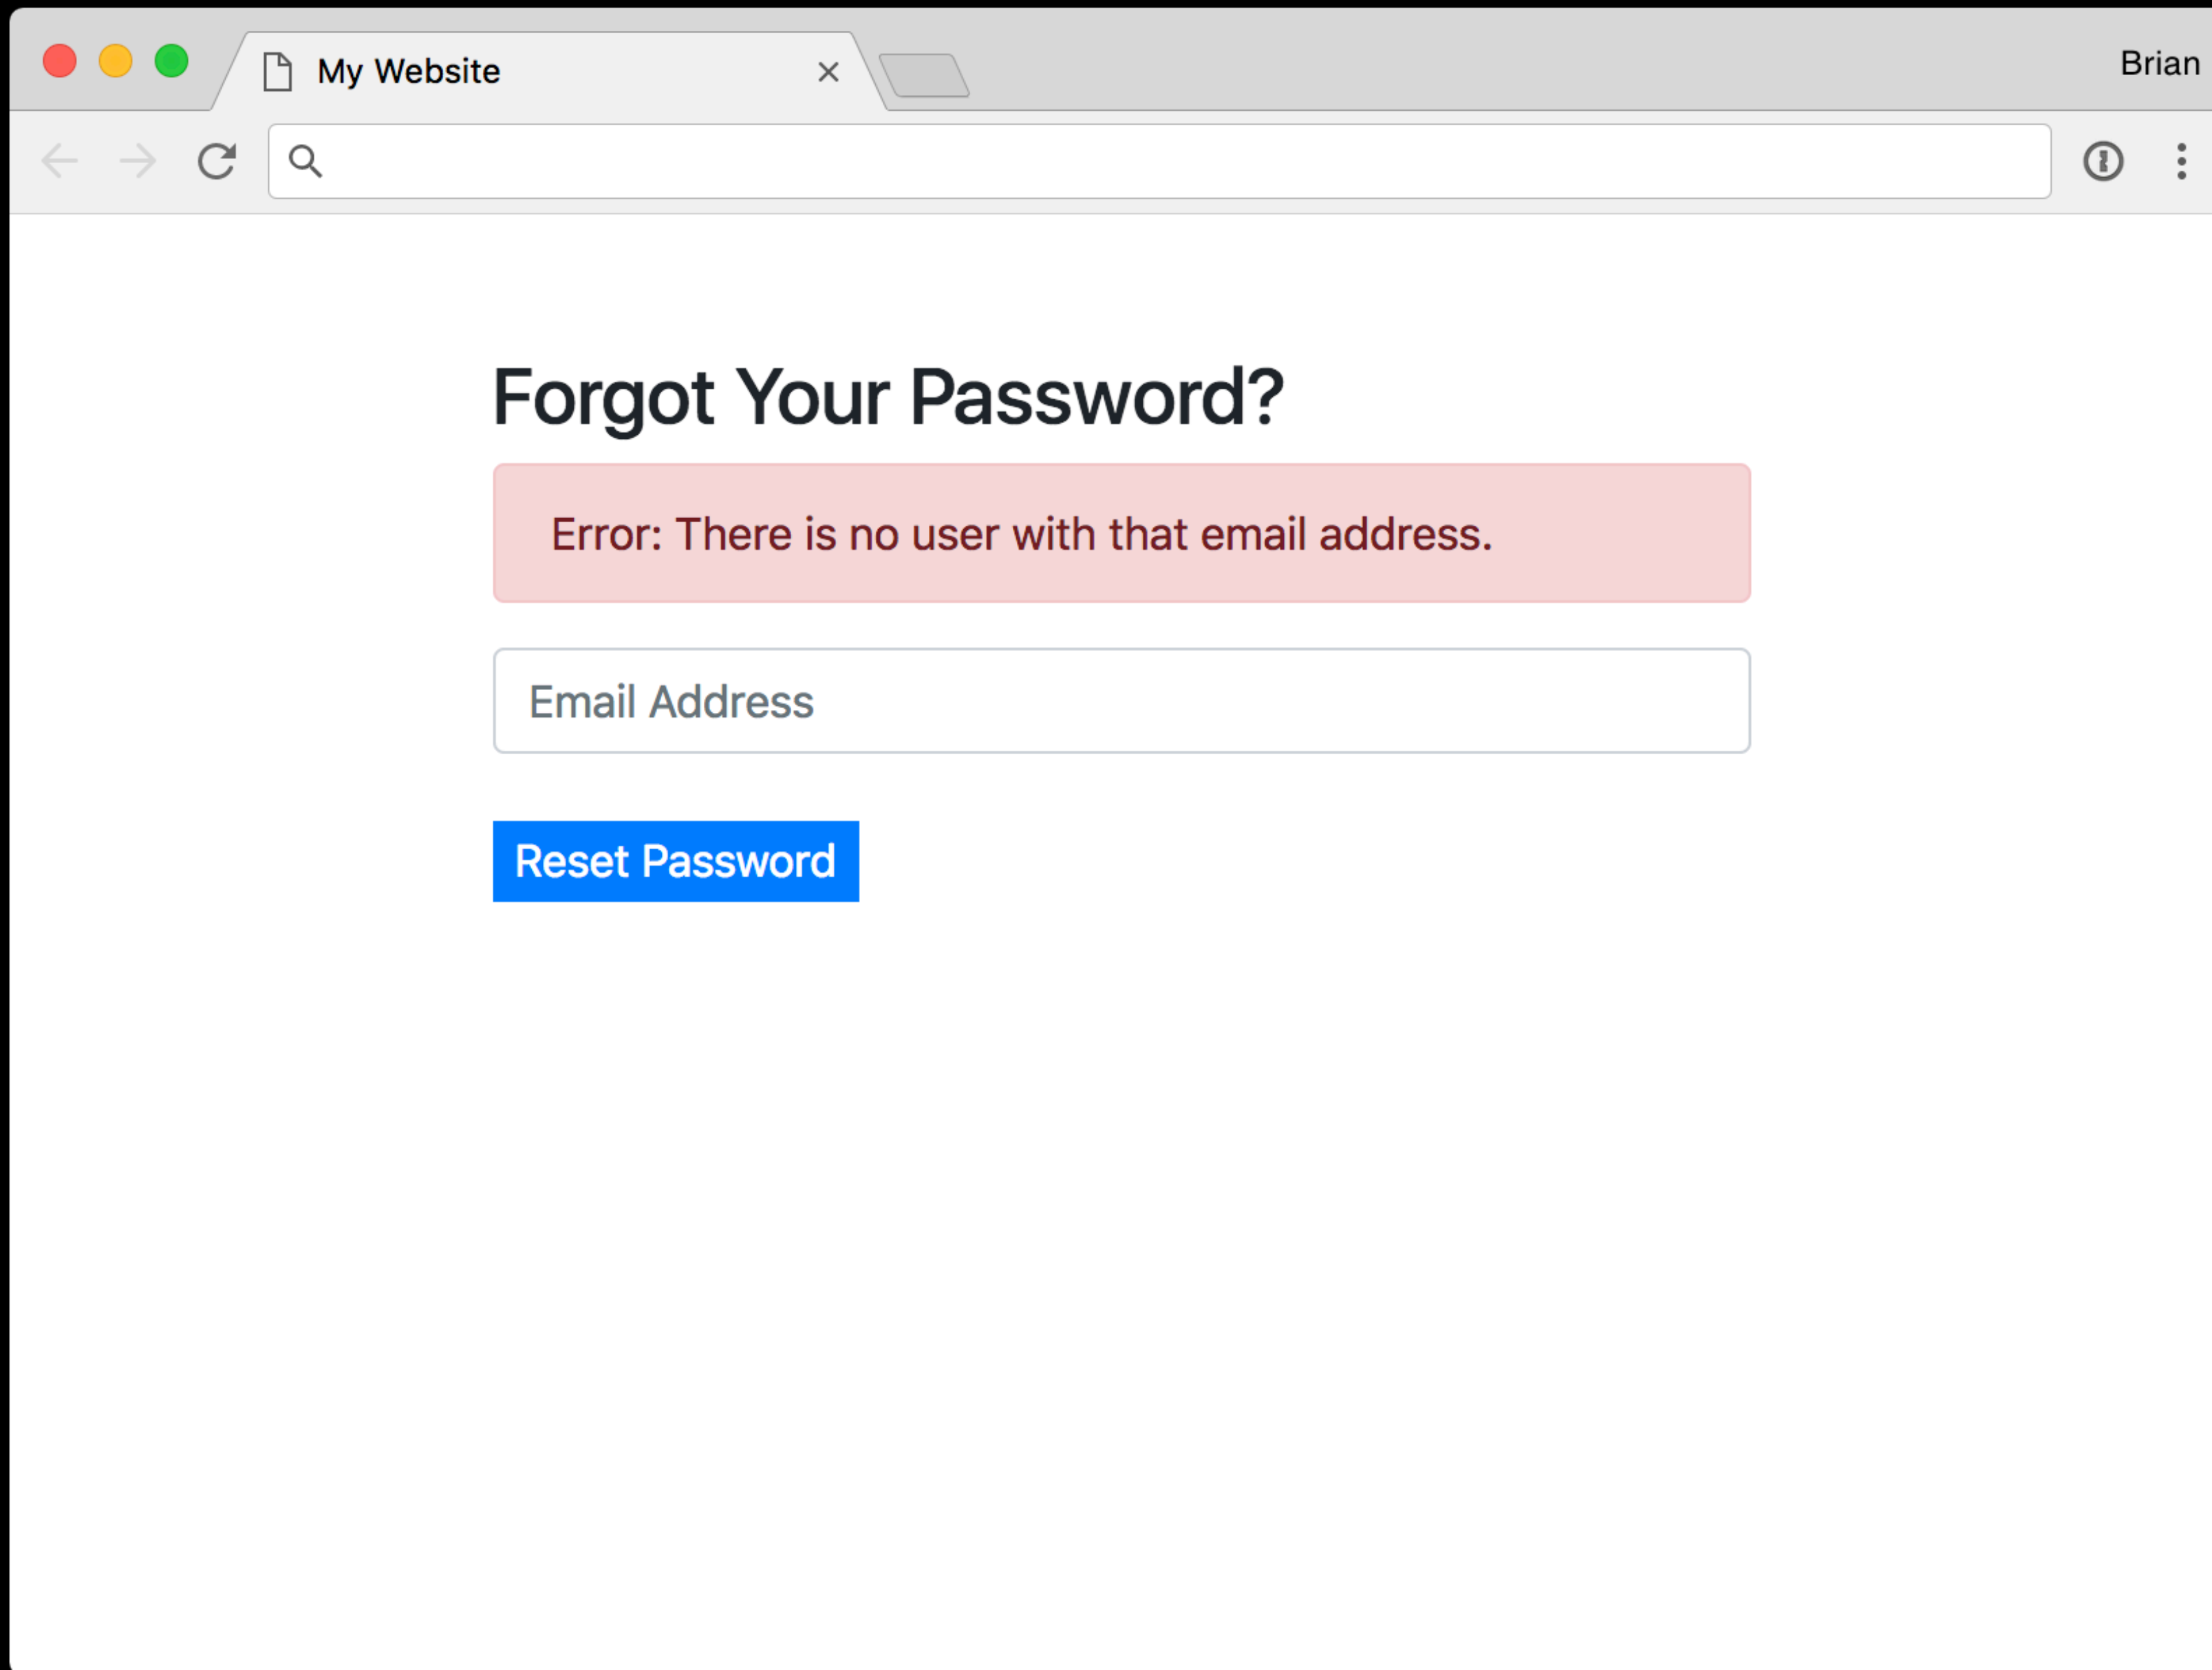 My Website
Brian
Forgot Your Password?
Error: There is no user with that email address.
Email Address
Reset Password